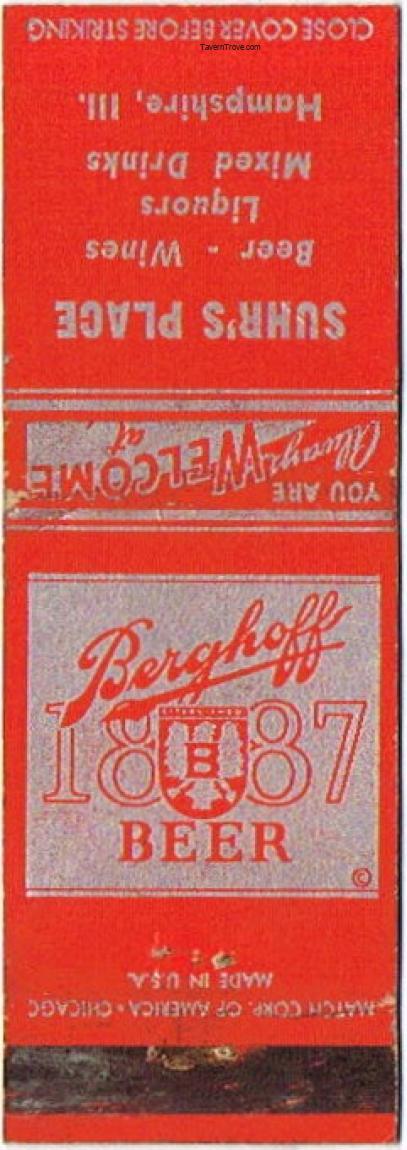 CLOSE COVER BEFORE STRIKING
TavernTrove.com
Hampshire, Ill.
Mixed Drinks
Liquors
Beer - Wines
SUHR'S PLACE
YOU ARE
Always WELCOME
at
Berghoff
1887
B
BEER
©
MADE IN U.S.A.
MATCH CORP. OF AMERICA • CHICAGO